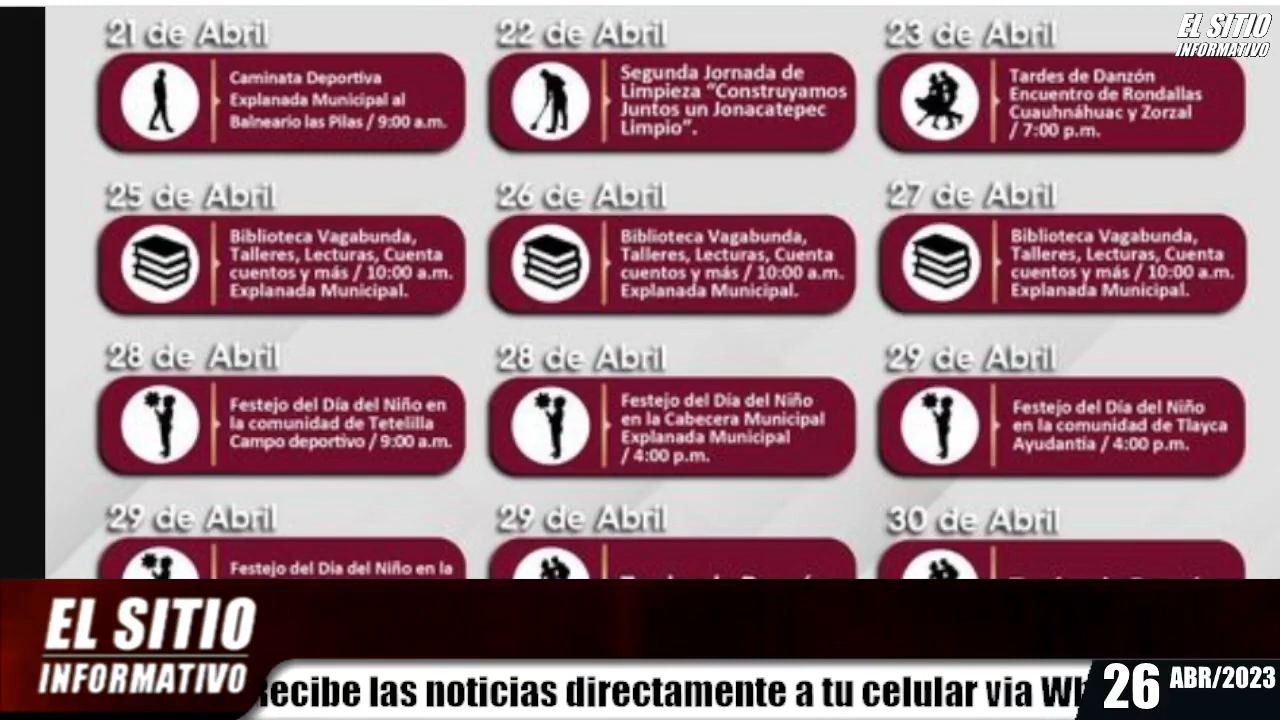 21 de Abril
Caminata Deportiva
Explanada Municipal al
Balneario las Pilas / 9:00 a.m.
22 de Abril
Segunda Jornada de
Limpieza "Construyamos
Juntos un Jonacatepec
Limpio".
23 de Abril
Tardes de Danzón
Encuentro de Rondallas
Cuauhnáhuac y Zorzal
/ 7:00 p.m.
EL SITIO
INFORMATIVO
25 de Abril
Biblioteca Vagabunda,
Talleres, Lecturas, Cuenta
cuentos y más / 10:00 a.m.
Explanada Municipal.
26 de Abril
Biblioteca Vagabunda,
Talleres, Lecturas, Cuenta
cuentos y más / 10:00 a.m.
Explanada Municipal.
27 de Abril
Biblioteca Vagabunda,
Talleres, Lecturas, Cuenta
cuentos y más / 10:00 a.m.
Explanada Municipal.
28 de Abril
Festejo del Día del Niño en
la comunidad de Tetelilla
Campo deportivo / 9:00 a.m.
28 de Abril
Festejo del Día del Niño
en la Cabecera Municipal
Explanada Municipal
/ 4:00 p.m.
29 de Abril
Festejo del Día del Niño
en la comunidad de Tlayca
Ayudantía / 4:00 p.m.
29 de Abril
Festejo del Día del Niño en la
29 de Abril
30 de Abril
EL SITIO
INFORMATIVO
Recibe las noticias directamente a tu celular via
26 ABR/2023